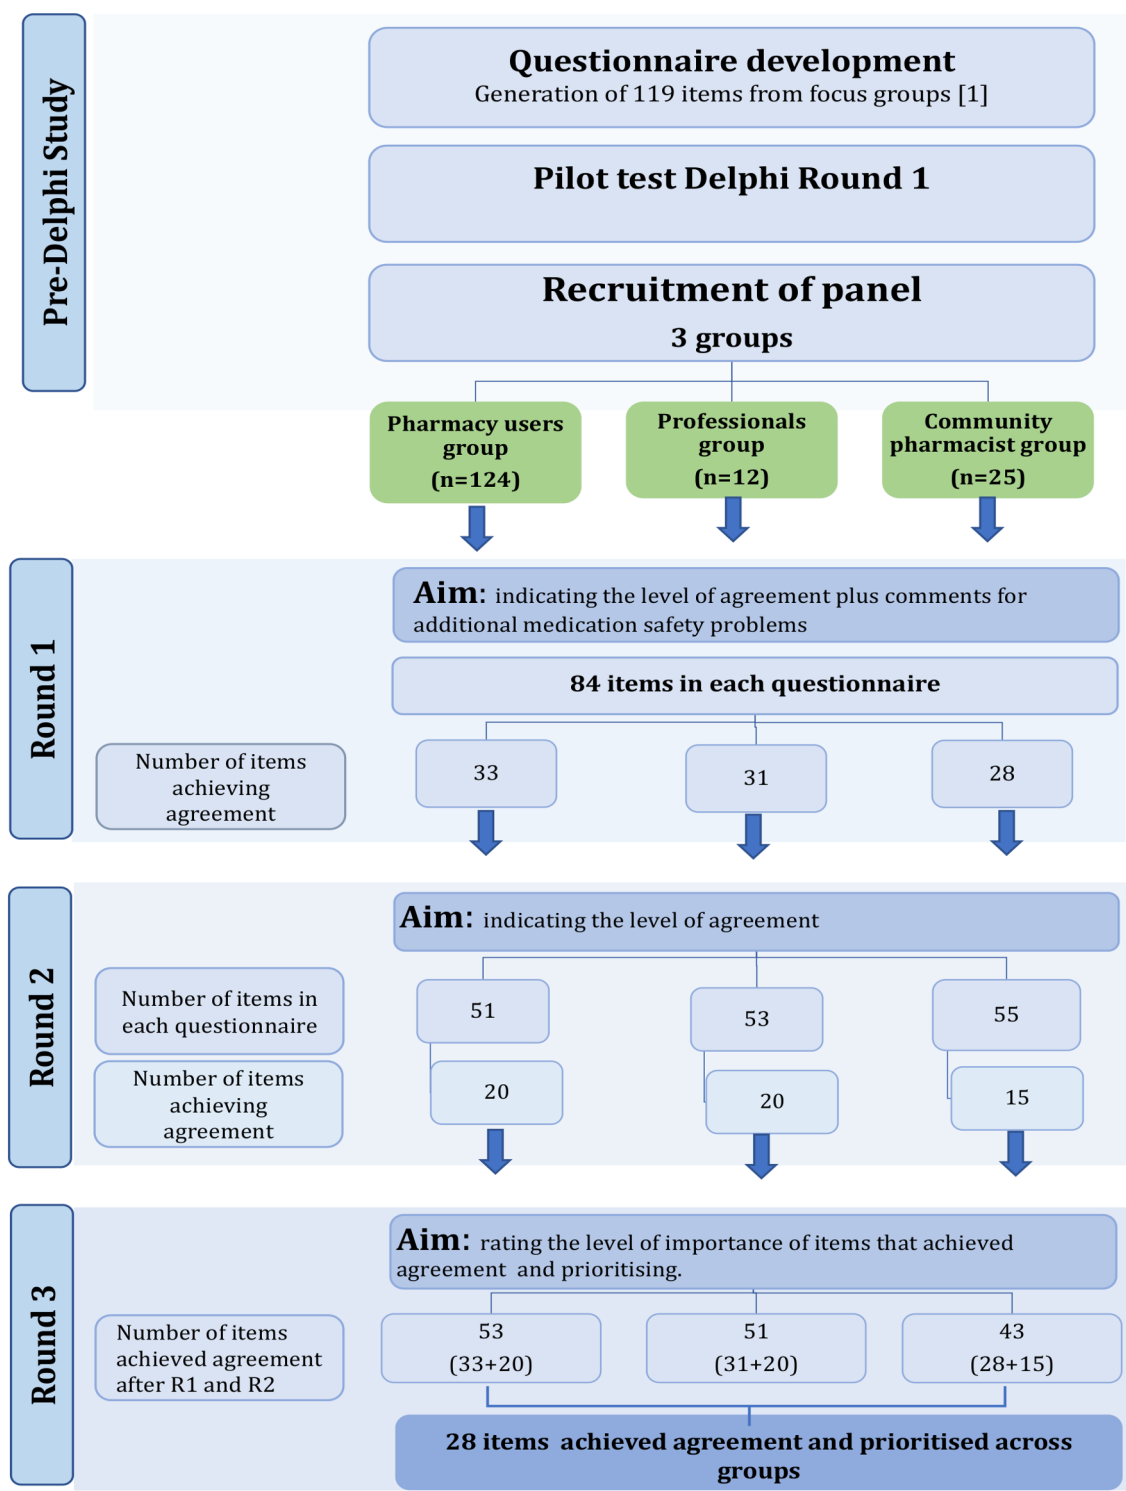 Pre-Delphi Study
Questionnaire development
Generation of 119 items from focus groups [1]
Pilot test Delphi Round 1
Recruitment of panel
3 groups
Pharmacy users
group
(n=124)
Professionals
group
(n=12)
Community
pharmacist group
(n=25)
Round 1
Aim: indicating the level of agreement plus comments for
additional medication safety problems
84 items in each questionnaire
Number of items
achieving
agreement
33
31
28
Round 2
Aim: indicating the level of agreement
Number of items in
each questionnaire
51
53
55
Number of items
achieving
agreement
20
20
15
Round 3
Aim: rating the level of importance of items that achieved
agreement and prioritising.
Number of items
achieved agreement
after R1 and R2
53
(33+20)
51
(31+20)
43
(28+15)
28 items achieved agreement and prioritised across
groups